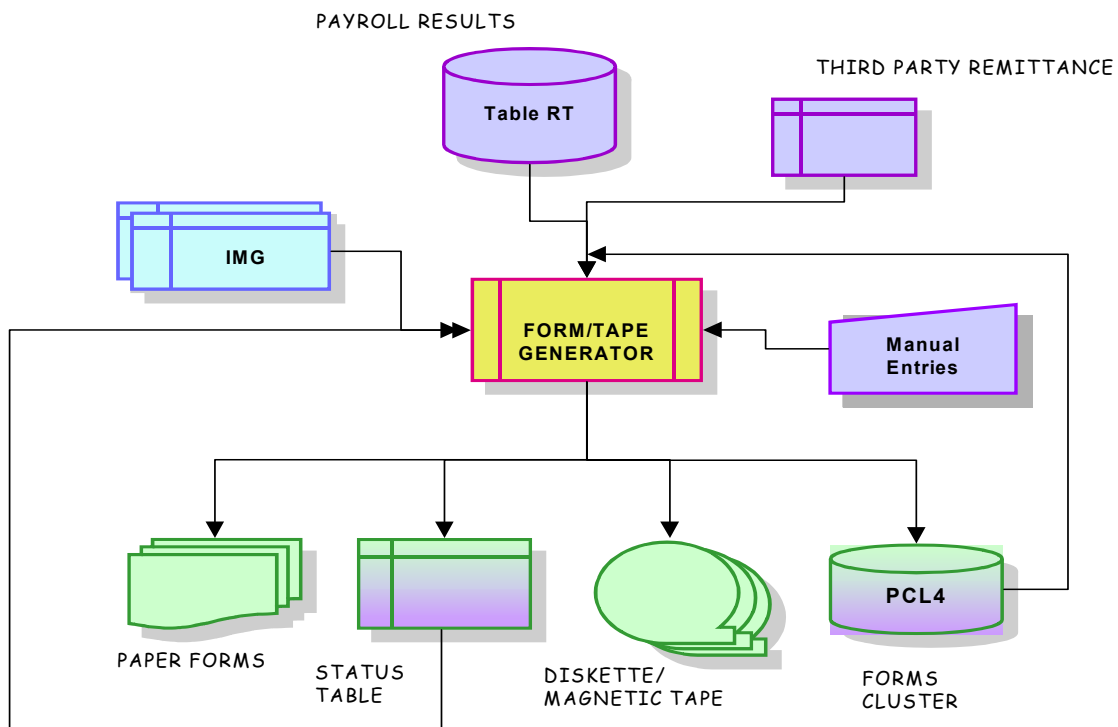 PAYROLL RESULTS
THIRD PARTY REMITTANCE
Table RT
IMG
FORM/TAPE
GENERATOR
Manual
Entries
PCL4
PAPER FORMS
STATUS
TABLE
DISKETTE/
MAGNETIC TAPE
FORMS
CLUSTER